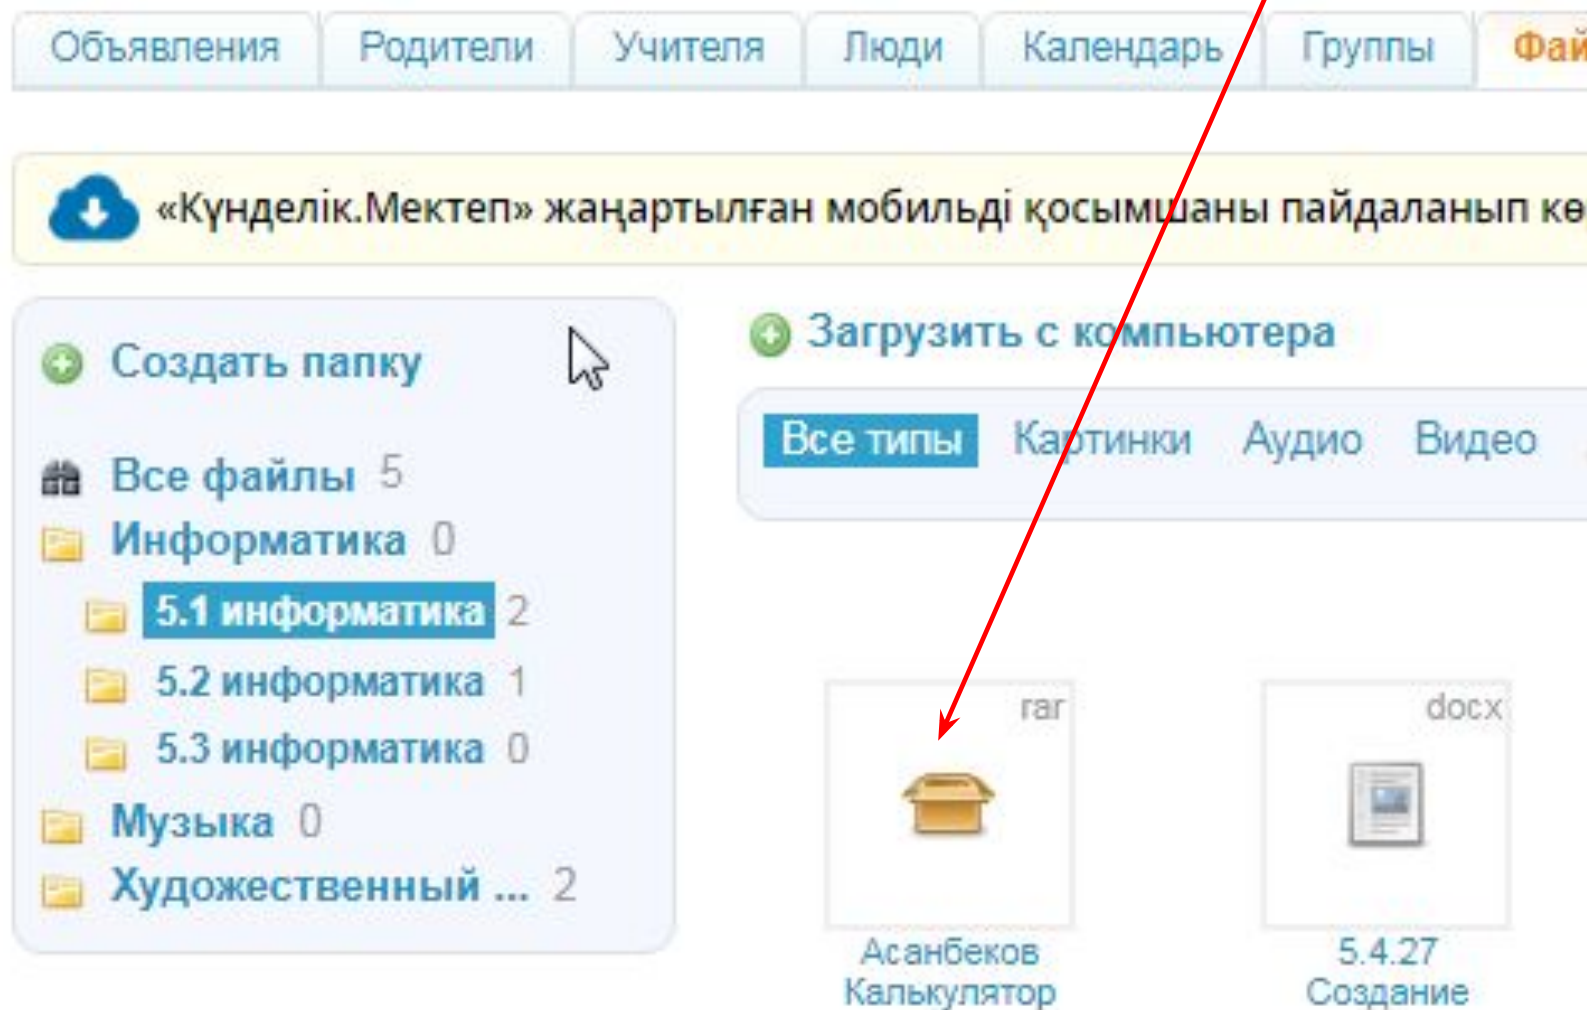 Объявления Родители Учителя Люди Календарь Группы Фай
«Күнделік.Мектеп» жаңартылған мобильді қосымшаны пайдаланып кө
Создать папку
Все файлы 5
Информатика 0
5.1 информатика 2
5.2 информатика 1
5.3 информатика 0
Музыка 0
Художественный ... 2
Загрузить с компьютера
Все типы Картинки Аудио Видео
rar
Асанбеков
Калькулятор
docx
5.4.27
Создание